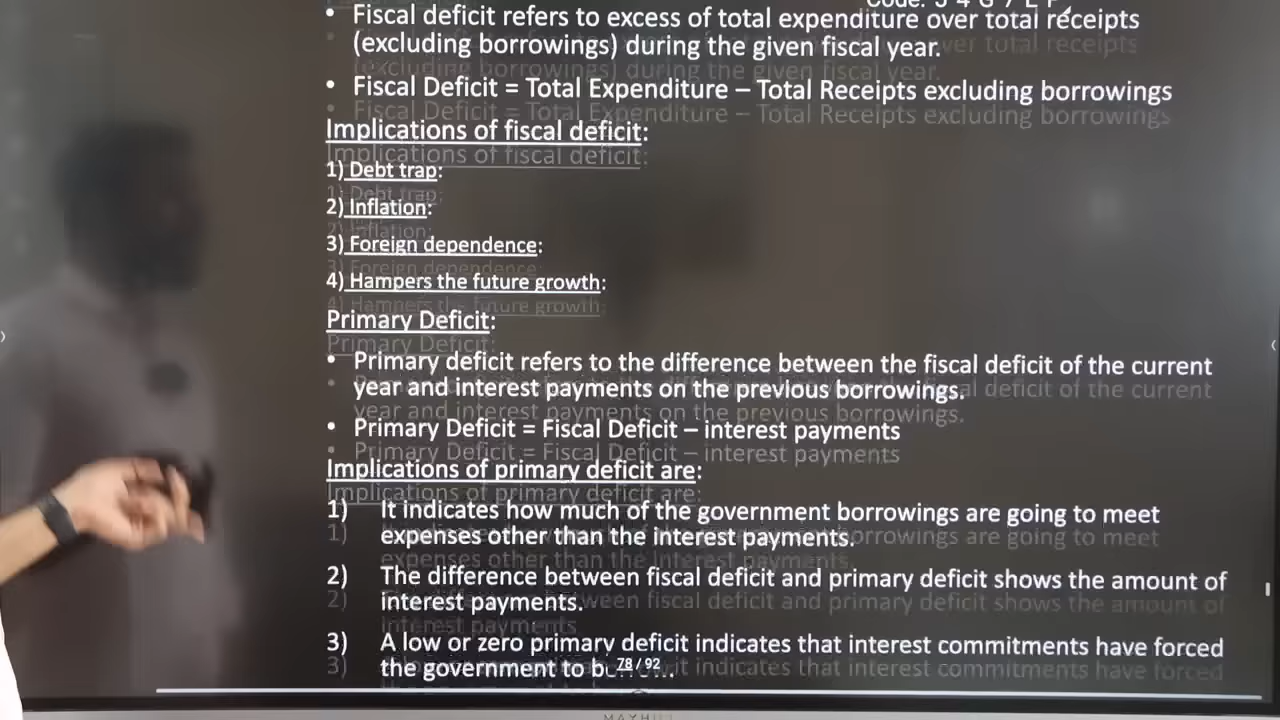 • Fiscal deficit refers to excess of total expenditure over total receipts
(excluding borrowings) during the given fiscal year.
• Fiscal Deficit = Total Expenditure – Total Receipts excluding borrowings
Implications of fiscal deficit:
1) Debt trap:
2) Inflation:
3) Foreign dependence:
4) Hampers the future growth:
Primary Deficit:
• Primary deficit refers to the difference between the fiscal deficit of the current
year and interest payments on the previous borrowings.
• Primary Deficit = Fiscal Deficit – interest payments
Implications of primary deficit are:
1) It indicates how much of the government borrowings are going to meet
expenses other than the interest payments.
2) The difference between fiscal deficit and primary deficit shows the amount of
interest payments.
3) A low or zero primary deficit indicates that interest commitments have forced
the government to
78 / 92